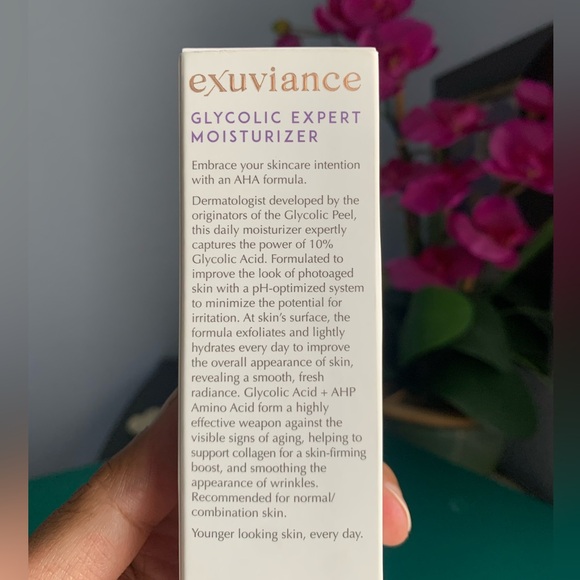 exuviance
GLYCOLIC EXPERT
MOISTURIZER
Embrace your skincare intention
with an AHA formula.
Dermatologist developed by the
originators of the Glycolic Peel,
this daily moisturizer expertly
captures the power of 10%
Glycolic Acid. Formulated to
improve the look of photoaged
skin with a pH-optimized system
to minimize the potential for
irritation. At skin's surface, the
formula exfoliates and lightly
hydrates every day to improve
the overall appearance of skin,
revealing a smooth, fresh
radiance. Glycolic Acid + AHP
Amino Acid form a highly
effective weapon against the
visible signs of aging, helping to
support collagen for a skin-firming
boost, and smoothing the
appearance of wrinkles.
Recommended for normal/
combination skin.
Younger looking skin, every day.